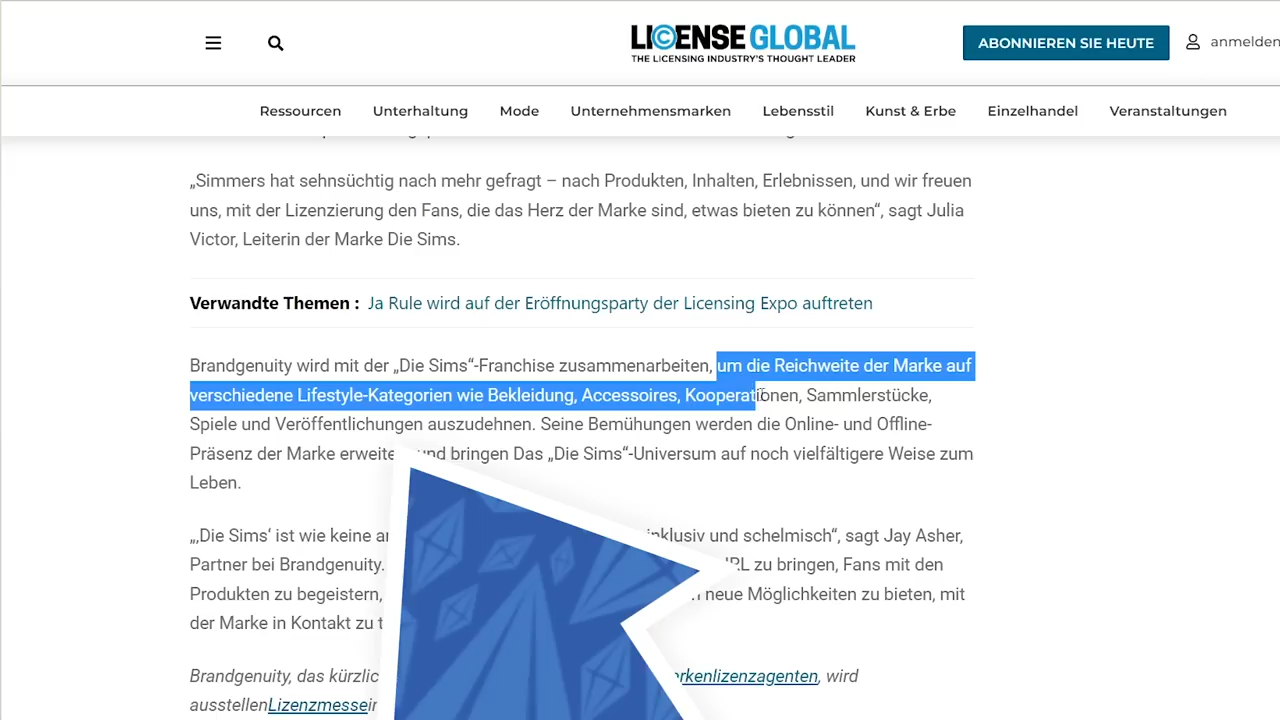 LICENSE GLOBAL
THE LICENSING INDUSTRY'S THOUGHT LEADER
ABONNIEREN SIE HEUTE
anmelden
Ressourcen Unterhaltung Mode Unternehmensmarken Lebensstil Kunst & Erbe Einzelhandel Veranstaltungen
„Simmers hat sehnsüchtig nach mehr gefragt – nach Produkten, Inhalten, Erlebnissen, und wir freuen
uns, mit der Lizenzierung den Fans, die das Herz der Marke sind, etwas bieten zu können“, sagt Julia
Victor, Leiterin der Marke Die Sims.
Verwandte Themen : Ja Rule wird auf der Eröffnungsparty der Licensing Expo auftreten
Brandgenuity wird mit der „Die Sims“-Franchise zusammenarbeiten, um die Reichweite der Marke auf
verschiedene Lifestyle-Kategorien wie Bekleidung, Accessoires, Kooperationen, Sammlerstücke,
Spiele und Veröffentlichungen auszudehnen. Seine Bemühungen werden die Online- und Offline-
Präsenz der Marke erweitern und bringen Das „Die Sims“-Universum auf noch vielfältigere Weise zum
Leben.
„‚Die Sims‘ ist wie keine inklusiv und schelmisch“, sagt Jay Asher,
Partner bei Brandgenuity. IRL zu bringen, Fans mit den
Produkten zu begeistern, neue Möglichkeiten zu bieten, mit
der Marke in Kontakt zu
Brandgenuity, das wird
ausstellenLizenzmesse